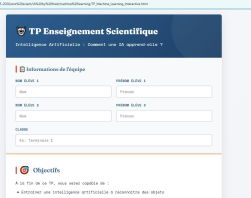 TP Enseignement Scientifique
Intelligence Artificielle : Comment une IA apprend-elle ?
Informations de l'équipe
NOM ÉLÈVE 1
PRÉNOM ÉLÈVE 1
Nom
Prénom
NOM ÉLÈVE 2
PRÉNOM ÉLÈVE 2
Nom
Prénom
CLASSE
Ex: Terminale 1
Objectifs
À la fin de ce TP, vous serez capable de :
• Entraîner une intelligence artificielle à reconnaître des objets